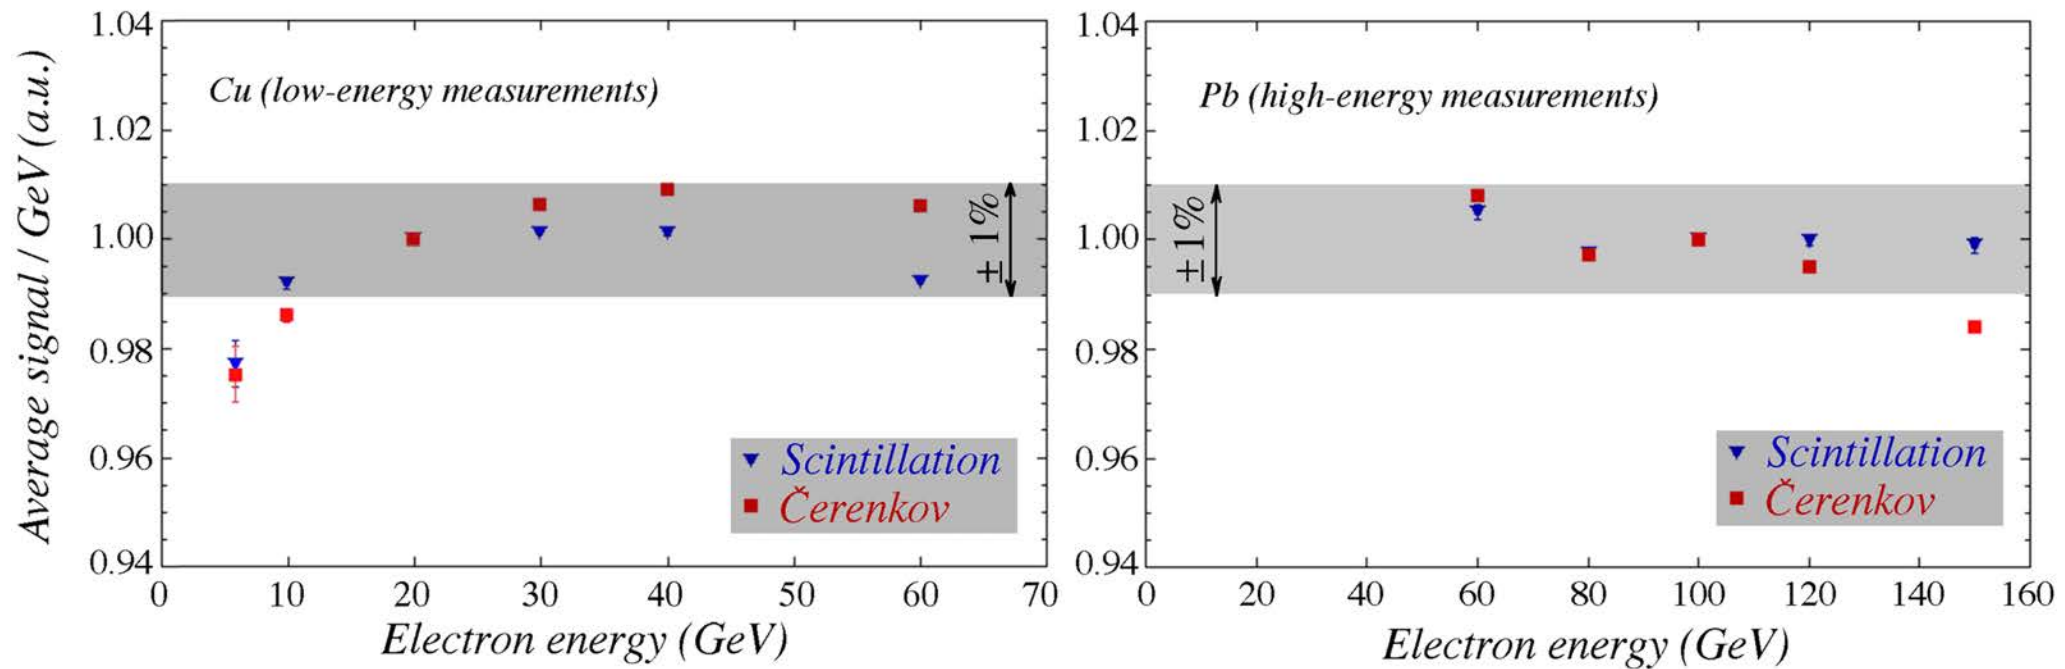 Average signal / GeV (a.u.)
1.04
1.02
1.00
0.98
0.96
0.94
Cu (low-energy measurements)
± 1%
Scintillation
Čerenkov
0 10 20 30 40 50 60 70
Electron energy (GeV)
1.04
1.02
1.00
0.98
0.96
0.94
Pb (high-energy measurements)
± 1%
Scintillation
Čerenkov
0 20 40 60 80 100 120 140 160
Electron energy (GeV)